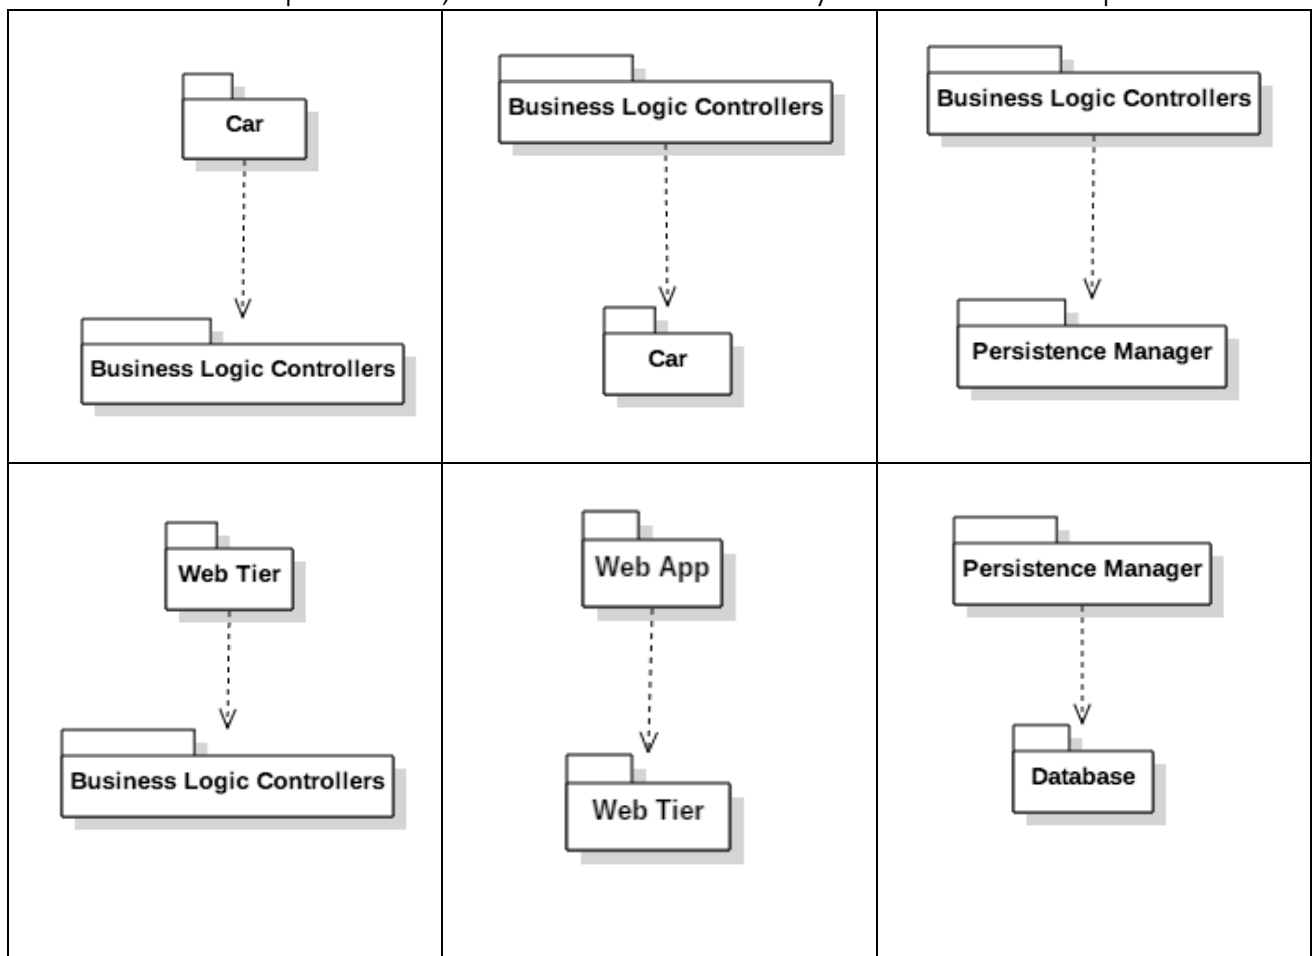 Car
Business Logic Controllers
Business Logic Controllers
Car
Business Logic Controllers
Persistence Manager
Web Tier
Business Logic Controllers
Web App
Web Tier
Persistence Manager
Database